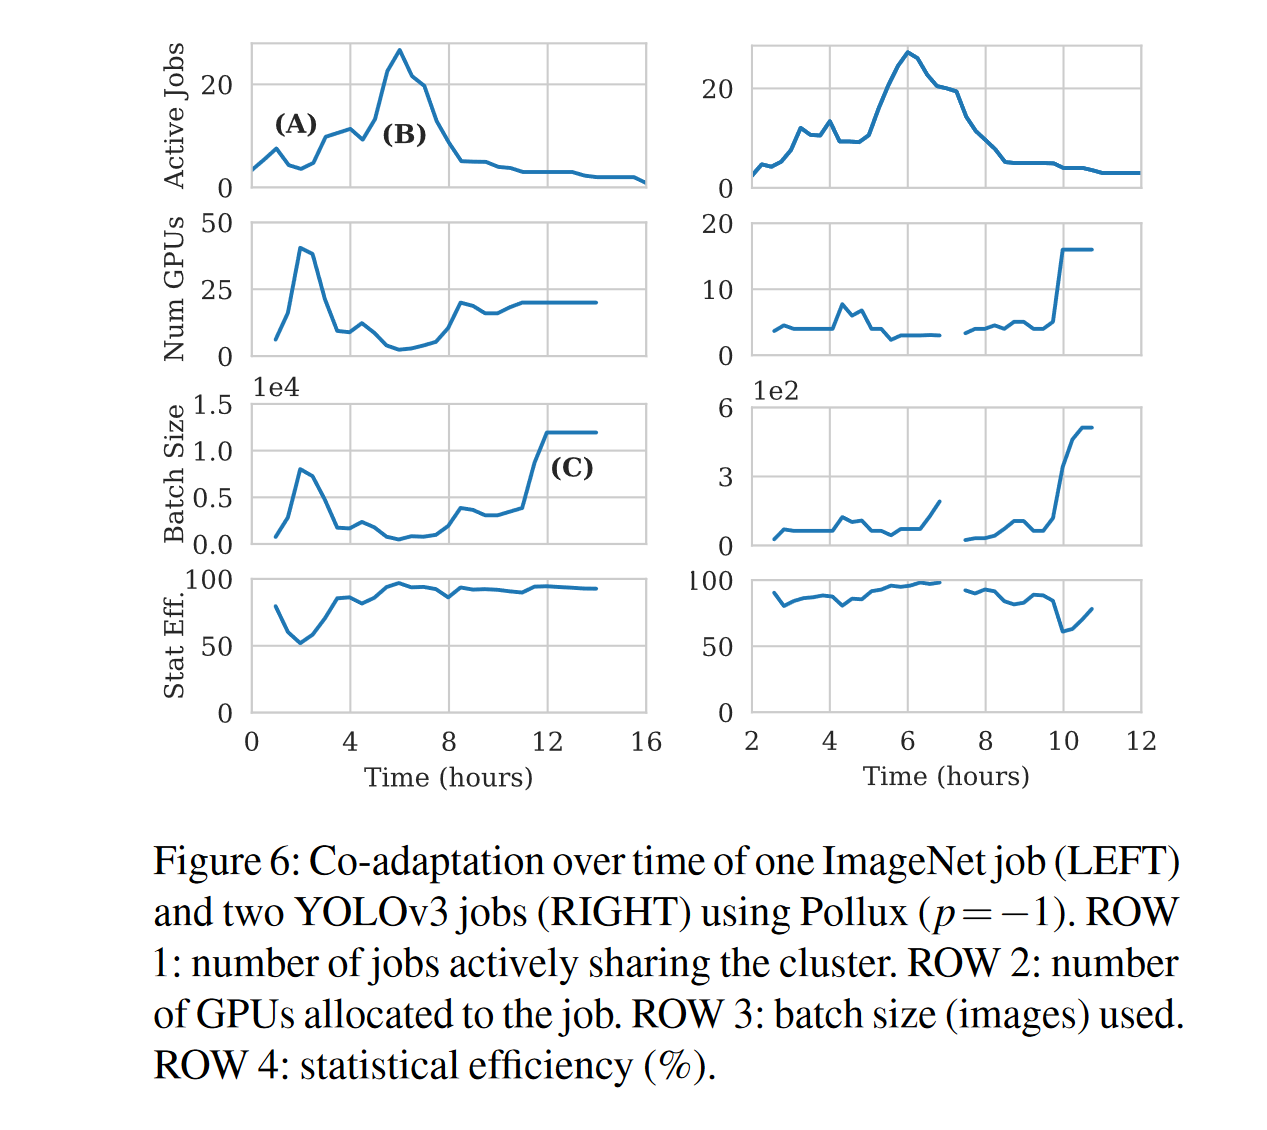 Active Jobs
20
0
(A)
(B)
20
0
Num GPUs
50
25
0
20
10
0
Batch Size
1e4
1.5
1.0
0.5
0.0
(C)
1e2
6
3
0
Stat Eff.
100
50
0
0 4 8 12 16
Time (hours)
100
50
0
2 4 6 8 10 12
Time (hours)
Figure 6: Co-adaptation over time of one ImageNet job (LEFT)
and two YOLOv3 jobs (RIGHT) using Pollux (p = −1). ROW
1: number of jobs actively sharing the cluster. ROW 2: number
of GPUs allocated to the job. ROW 3: batch size (images) used.
ROW 4: statistical efficiency (%).